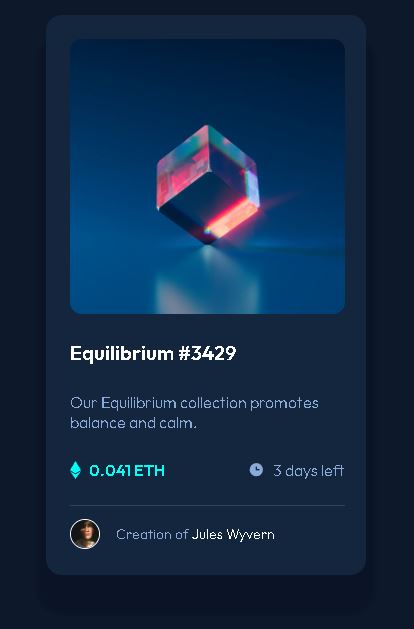 Equilibrium #3429
Our Equilibrium collection promotes
balance and calm.
0.041 ETH
3 days left
Creation of Jules Wyvern